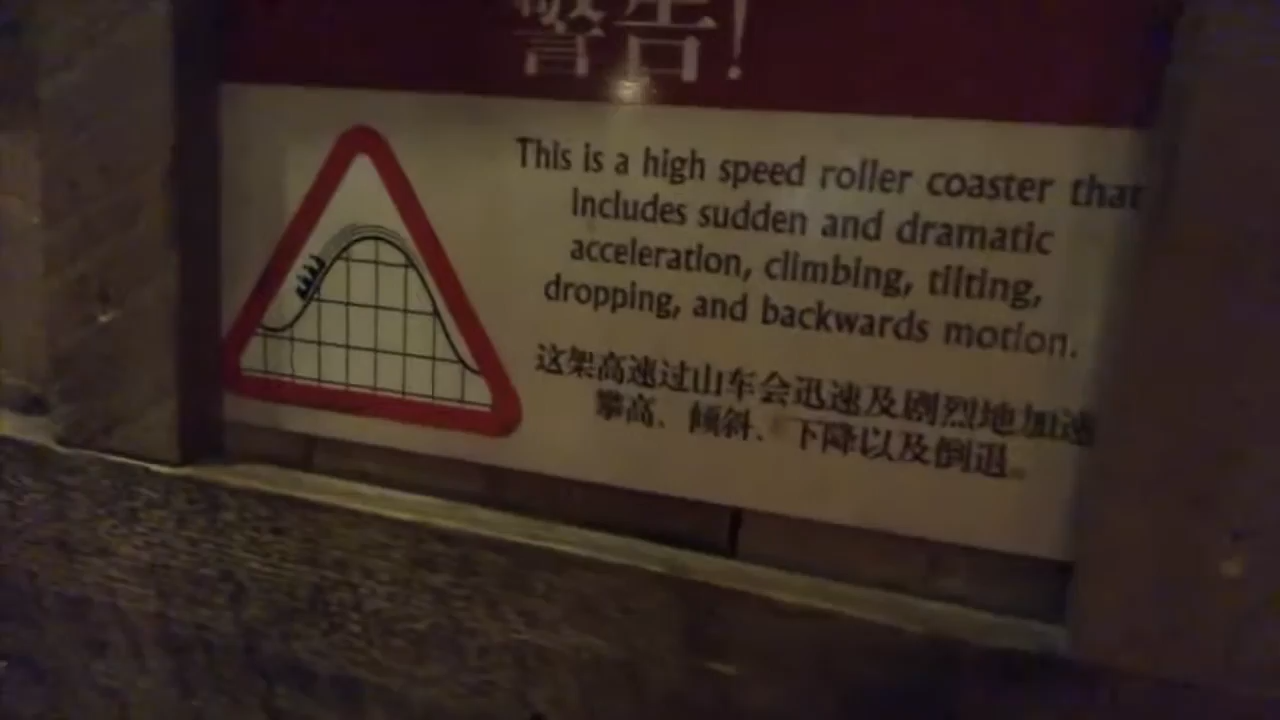 警告!
This is a high speed roller coaster that
includes sudden and dramatic
acceleration, climbing, tilting,
dropping, and backwards motion.
这架高速过山车会迅速及剧烈地加速
攀高、倾斜、下降以及倒退。